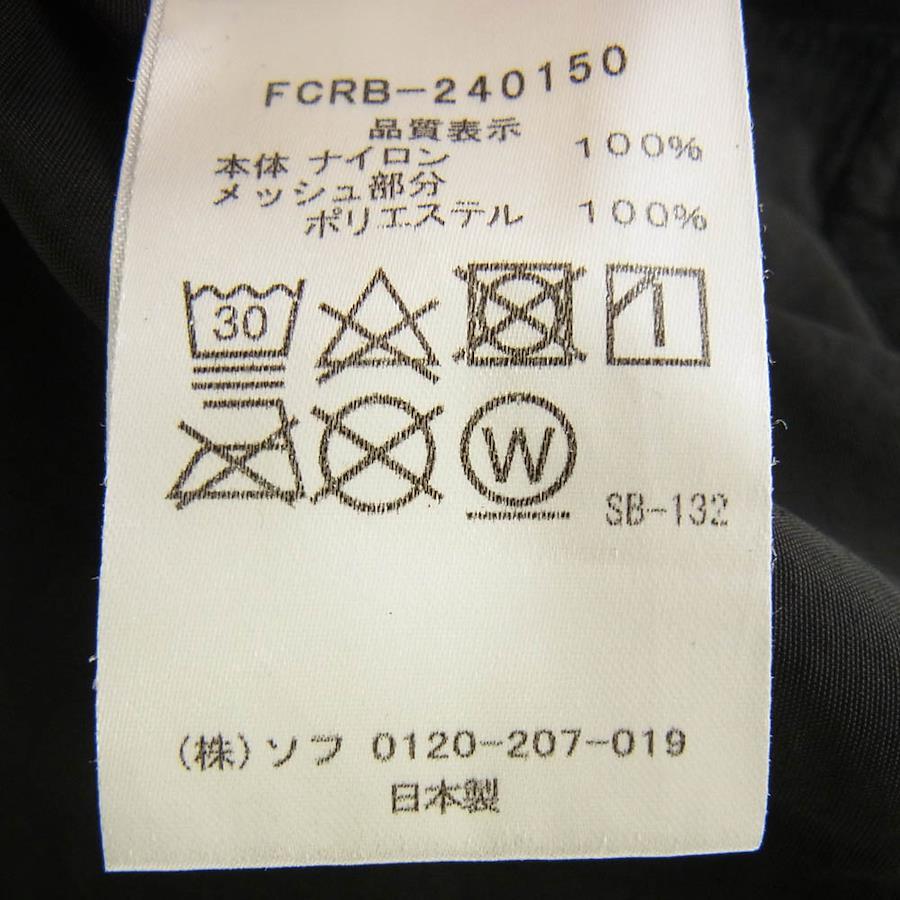 FCRB-240150
品質表示
本体 ナイロン 100%
メッシュ部分
ポリエステル 100%
30
W
SB-132
(株)ソフ 0120-207-019
日本製